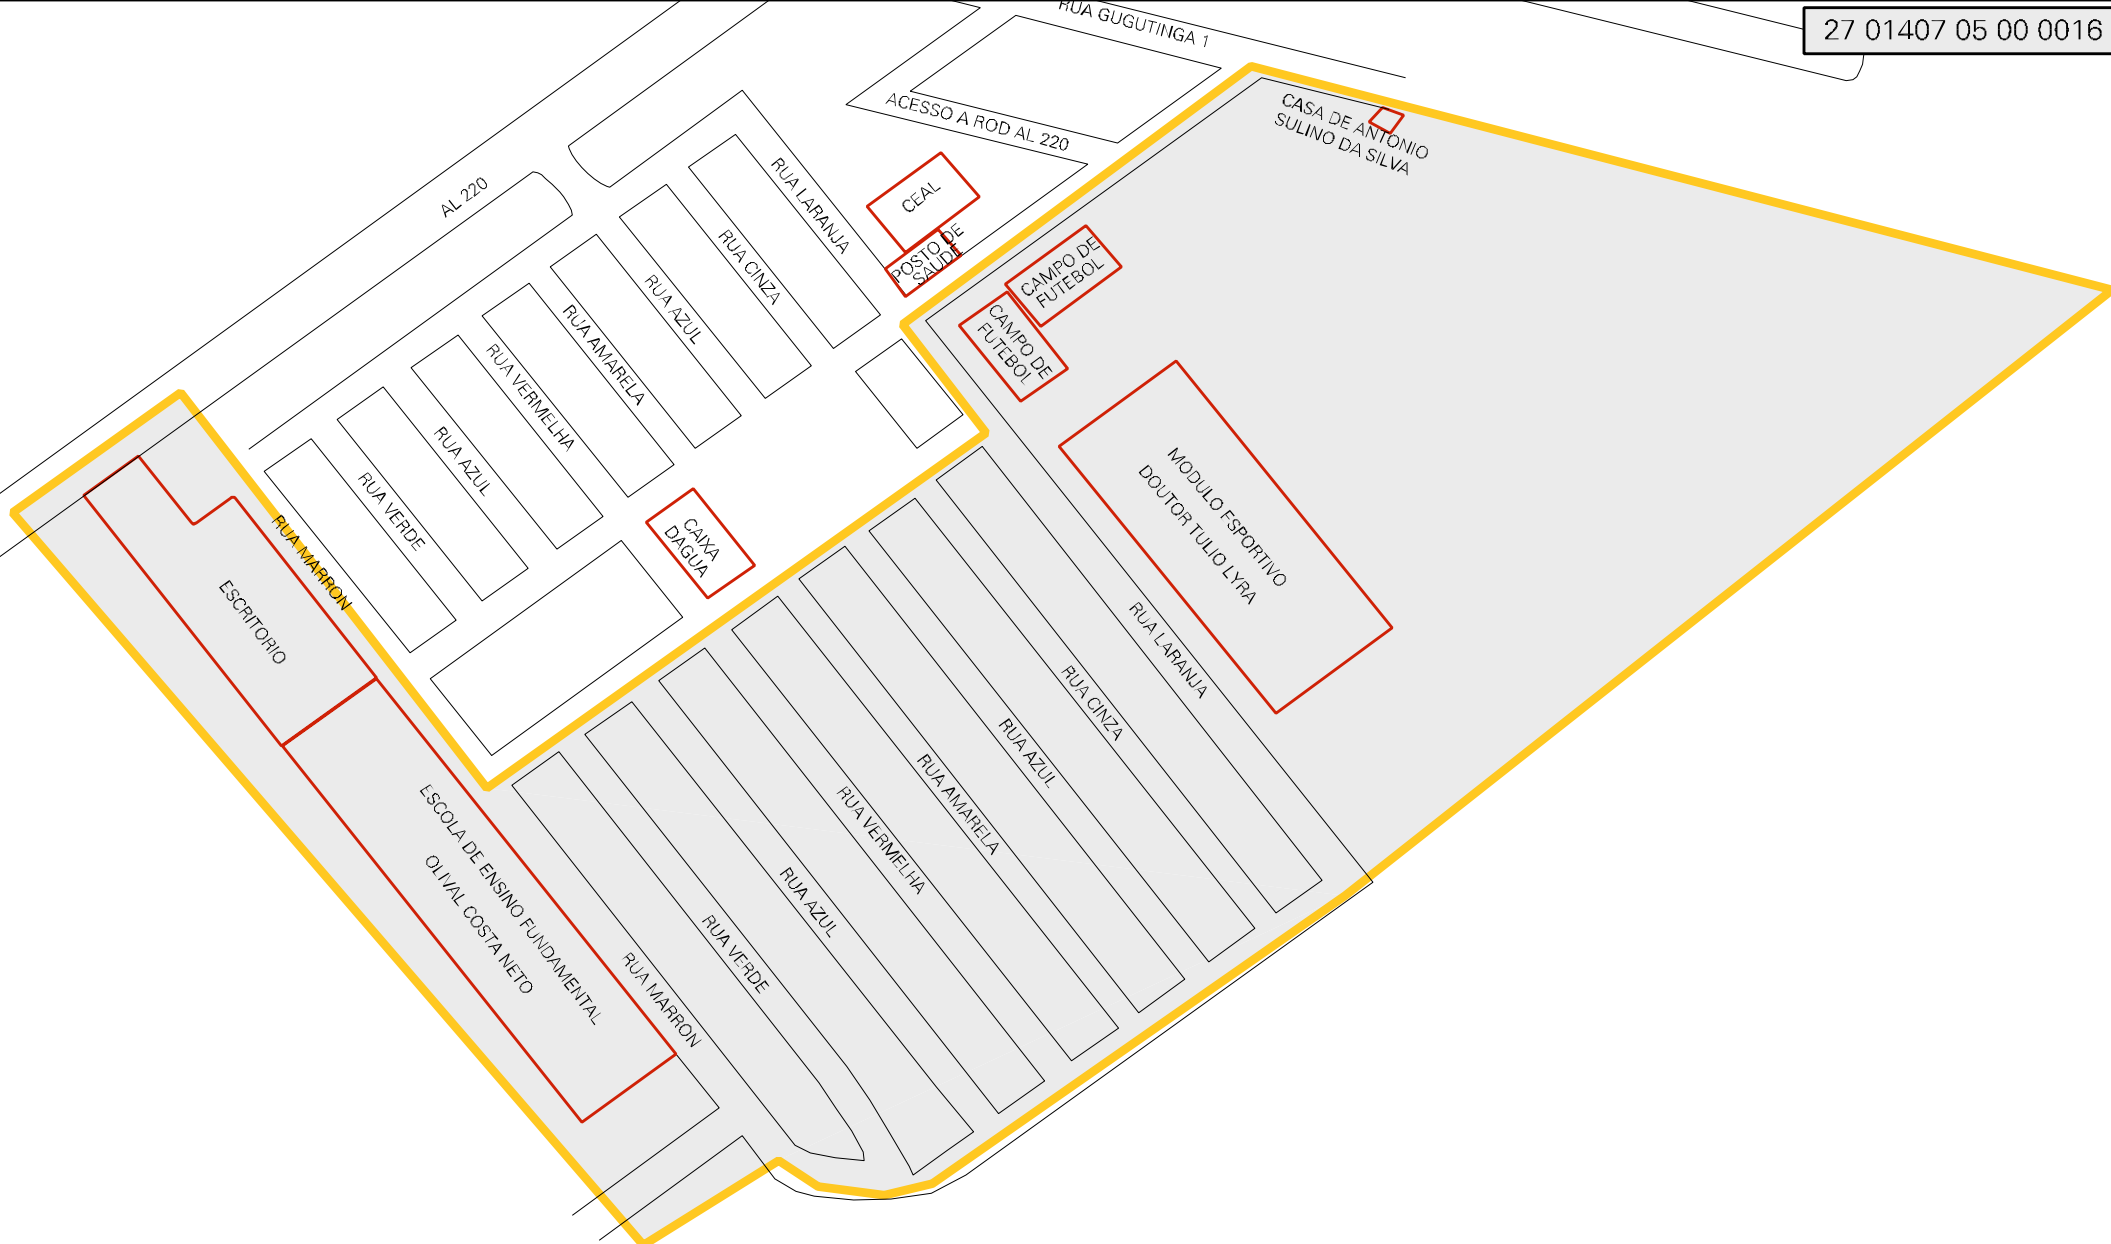 RUA GUGUTINGA 1
27 01407 05 00 0016
ACESSO A ROD AL 220
CASA DE ANTONIO
SULINO DA SILVA
AL 220
CEAL
RUA LARANJA
POSTO DE
SAUDE
RUA CINZA
CAMPO DE
FUTEBOL
RUA AZUL
CAMPO DE
FUTEBOL
RUA AMARELA
RUA VERMELHA
RUA AZUL
RUA VERDE
CAIXA
DAGUA
MODULO ESPORTIVO
DOUTOR TULIO LYRA
RUA MARRON
ESCRITORIO
RUA LARANJA
RUA CINZA
RUA AZUL
RUA AMARELA
RUA VERMELHA
RUA AZUL
RUA VERDE
RUA MARRON
ESCOLA DE ENSINO FUNDAMENTAL
OLIVAL COSTA NETO